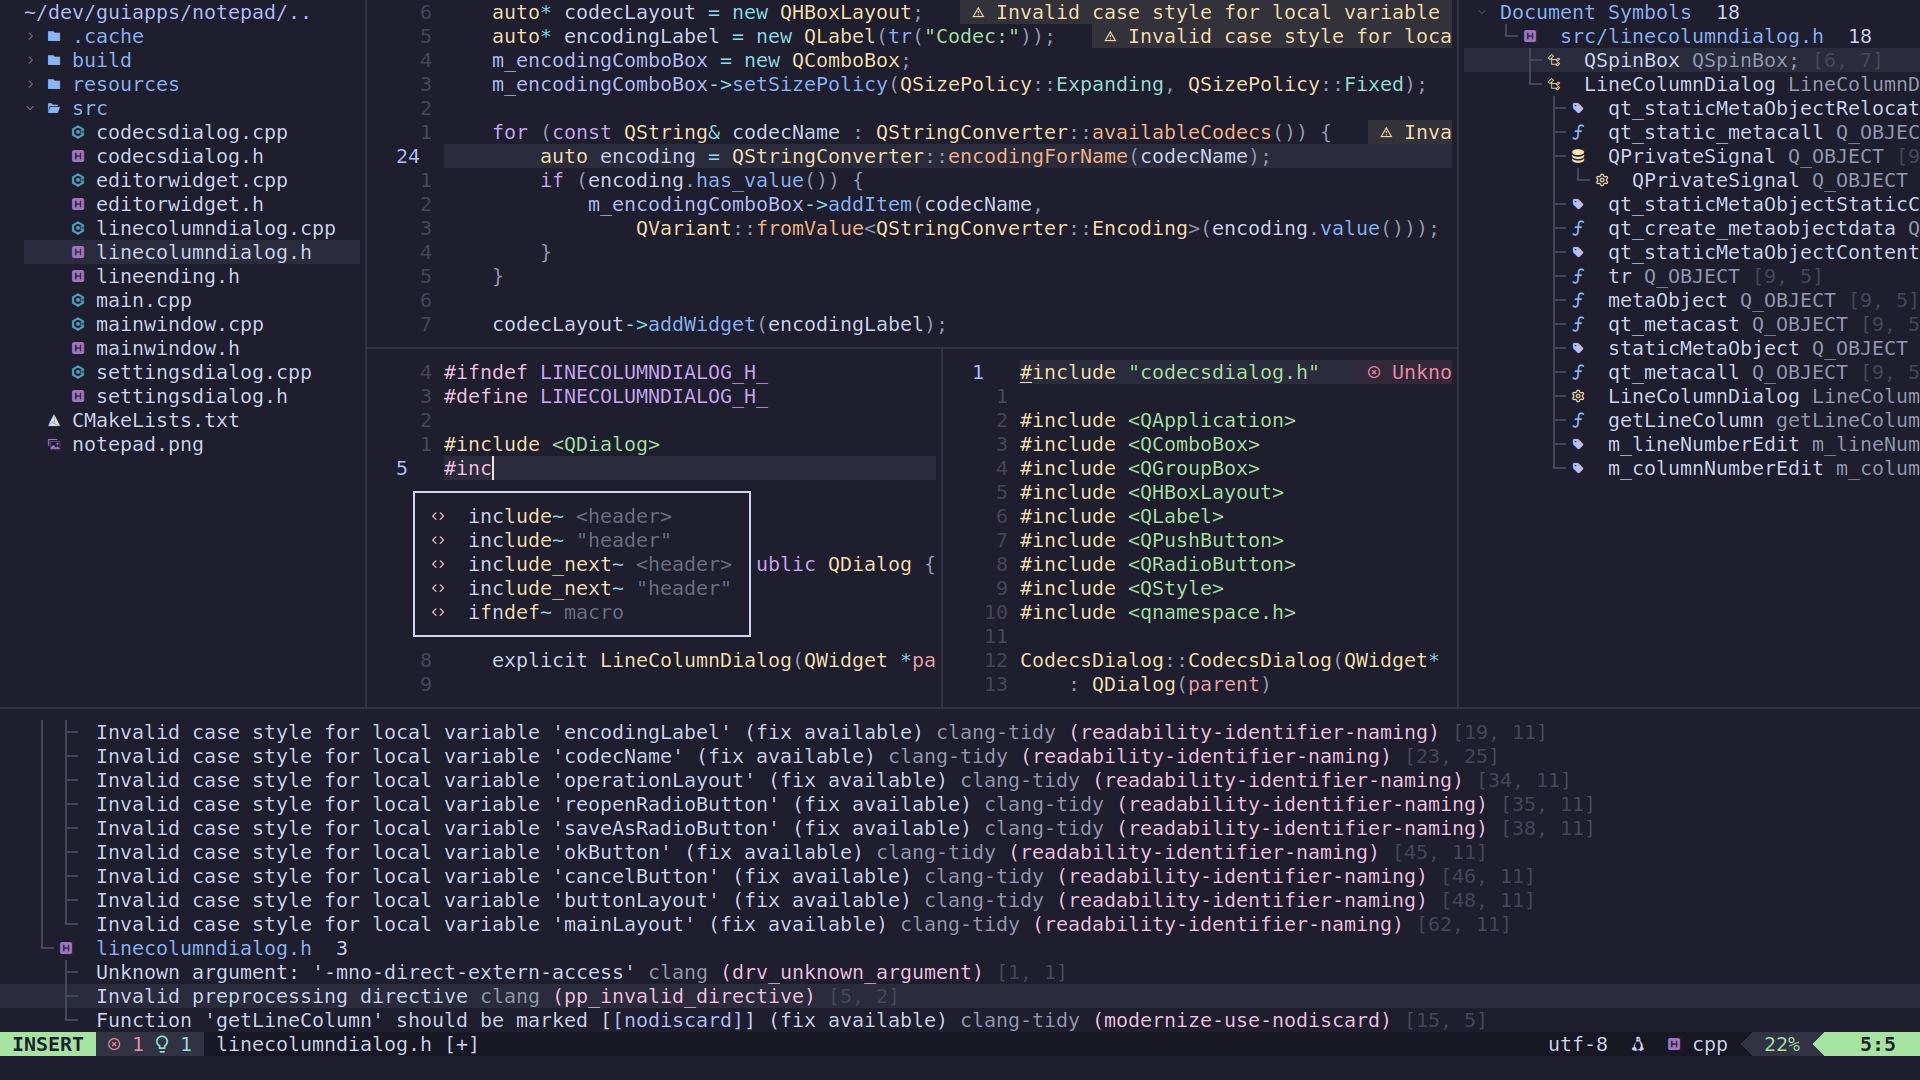 ~/dev/guiapps/notepad/..
.cache
build
resources
src
codecsdialog.cpp
codecsdialog.h
editorwidget.cpp
editorwidget.h
linecolumndialog.cpp
linecolumndialog.h
lineending.h
main.cpp
mainwindow.cpp
mainwindow.h
settingsdialog.cpp
settingsdialog.h
CMakeLists.txt
notepad.png
6 auto* codecLayout = new QHBoxLayout; ⚠ Invalid case style for local variable
5 auto* encodingLabel = new QLabel(tr("Codec:")); ⚠ Invalid case style for loca
4 m_encodingComboBox = new QComboBox;
3 m_encodingComboBox->setSizePolicy(QSizePolicy::Expanding, QSizePolicy::Fixed);
2
1 for (const QString& codecName : QStringConverter::availableCodecs()) { ⚠ Inva
24 auto encoding = QStringConverter::encodingForName(codecName);
1 if (encoding.has_value()) {
2 m_encodingComboBox->addItem(codecName,
3 QVariant::fromValue<QStringConverter::Encoding>(encoding.value()));
4 }
5 }
6
7 codecLayout->addWidget(encodingLabel);
4 #ifndef LINECOLUMNDIALOG_H_
3 #define LINECOLUMNDIALOG_H_
2
1 #include <QDialog>
5 #inc
include~ <header>
include~ "header"
include_next~ <header> ublic QDialog {
include_next~ "header"
ifndef~ macro
8 explicit LineColumnDialog(QWidget *pa
9
1 #include "codecsdialog.h" Unkno
1
2 #include <QApplication>
3 #include <QComboBox>
4 #include <QGroupBox>
5 #include <QHBoxLayout>
6 #include <QLabel>
7 #include <QPushButton>
8 #include <QRadioButton>
9 #include <QStyle>
10 #include <qnamespace.h>
11
12 CodecsDialog::CodecsDialog(QWidget*
13 : QDialog(parent)
Document Symbols 18
src/linecolumndialog.h 18
QSpinBox QSpinBox; [6, 7]
LineColumnDialog LineColumnD
qt_staticMetaObjectRelocat
qt_static_metacall Q_OBJEC
QPrivateSignal Q_OBJECT [9
QPrivateSignal Q_OBJECT
qt_staticMetaObjectStaticC
qt_create_metaobjectdata Q
qt_staticMetaObjectContent
tr Q_OBJECT [9, 5]
metaObject Q_OBJECT [9, 5]
qt_metacast Q_OBJECT [9, 5
staticMetaObject Q_OBJECT
qt_metacall Q_OBJECT [9, 5
LineColumnDialog LineColum
getLineColumn getLineColum
m_lineNumberEdit m_lineNum
m_columnNumberEdit m_colum
Invalid case style for local variable 'encodingLabel' (fix available) clang-tidy (readability-identifier-naming) [19, 11]
Invalid case style for local variable 'codecName' (fix available) clang-tidy (readability-identifier-naming) [23, 25]
Invalid case style for local variable 'operationLayout' (fix available) clang-tidy (readability-identifier-naming) [34, 11]
Invalid case style for local variable 'reopenRadioButton' (fix available) clang-tidy (readability-identifier-naming) [35, 11]
Invalid case style for local variable 'saveAsRadioButton' (fix available) clang-tidy (readability-identifier-naming) [38, 11]
Invalid case style for local variable 'okButton' (fix available) clang-tidy (readability-identifier-naming) [45, 11]
Invalid case style for local variable 'cancelButton' (fix available) clang-tidy (readability-identifier-naming) [46, 11]
Invalid case style for local variable 'buttonLayout' (fix available) clang-tidy (readability-identifier-naming) [48, 11]
Invalid case style for local variable 'mainLayout' (fix available) clang-tidy (readability-identifier-naming) [62, 11]
linecolumndialog.h 3
Unknown argument: '-mno-direct-extern-access' clang (drv_unknown_argument) [1, 1]
Invalid preprocessing directive clang (pp_invalid_directive) [5, 2]
Function 'getLineColumn' should be marked [[nodiscard]] (fix available) clang-tidy (modernize-use-nodiscard) [15, 5]
INSERT 1 1 linecolumndialog.h [+] utf-8 cpp 22% 5:5